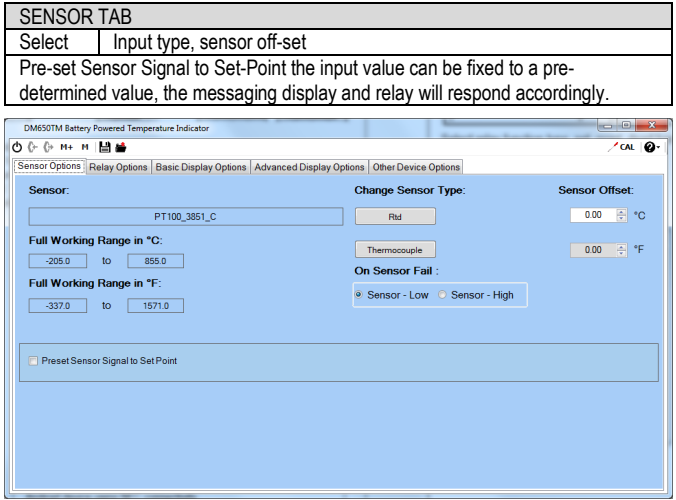 SENSOR TAB
Select Input type, sensor off-set
Pre-set Sensor Signal to Set-Point the input value can be fixed to a pre-
determined value, the messaging display and relay will respond accordingly.
DM650TM Battery Powered Temperature Indicator
M+ M CAL
Sensor Options Relay Options Basic Display Options Advanced Display Options Other Device Options
Sensor: Change Sensor Type: Sensor Offset:
PT100_3851_C Rtd 0.00 °C
Full Working Range in °C:
-205.0 to 855.0 Thermocouple 0.00 °F
On Sensor Fail :
Full Working Range in °F:
Sensor - Low Sensor - High
-337.0 to 1571.0
Preset Sensor Signal to Set Point